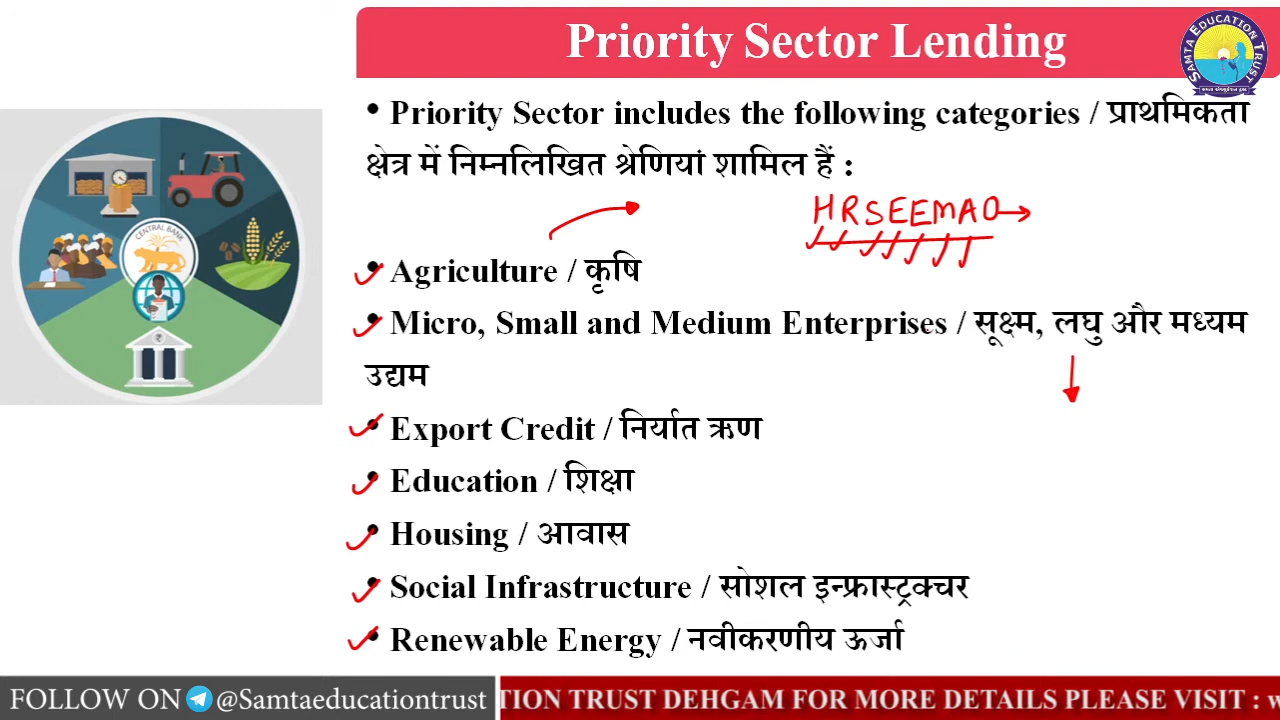 Priority Sector Lending
SAMTA EDUCATION TRUST
• Priority Sector includes the following categories / प्राथमिकता
क्षेत्र में निम्नलिखित श्रेणियां शामिल हैं :
HRSEEMAO→
CENTRAL BANK
• Agriculture / कृषि
• Micro, Small and Medium Enterprises / सूक्ष्म, लघु और मध्यम
उद्यम
• Export Credit / निर्यात ऋण
• Education / शिक्षा
• Housing / आवास
• Social Infrastructure / सोशल इन्फ्रास्ट्रक्चर
• Renewable Energy / नवीकरणीय ऊर्जा
FOLLOW ON @Samtaeducationtrust
TION TRUST DEHGAM FOR MORE DETAILS PLEASE VISIT : w